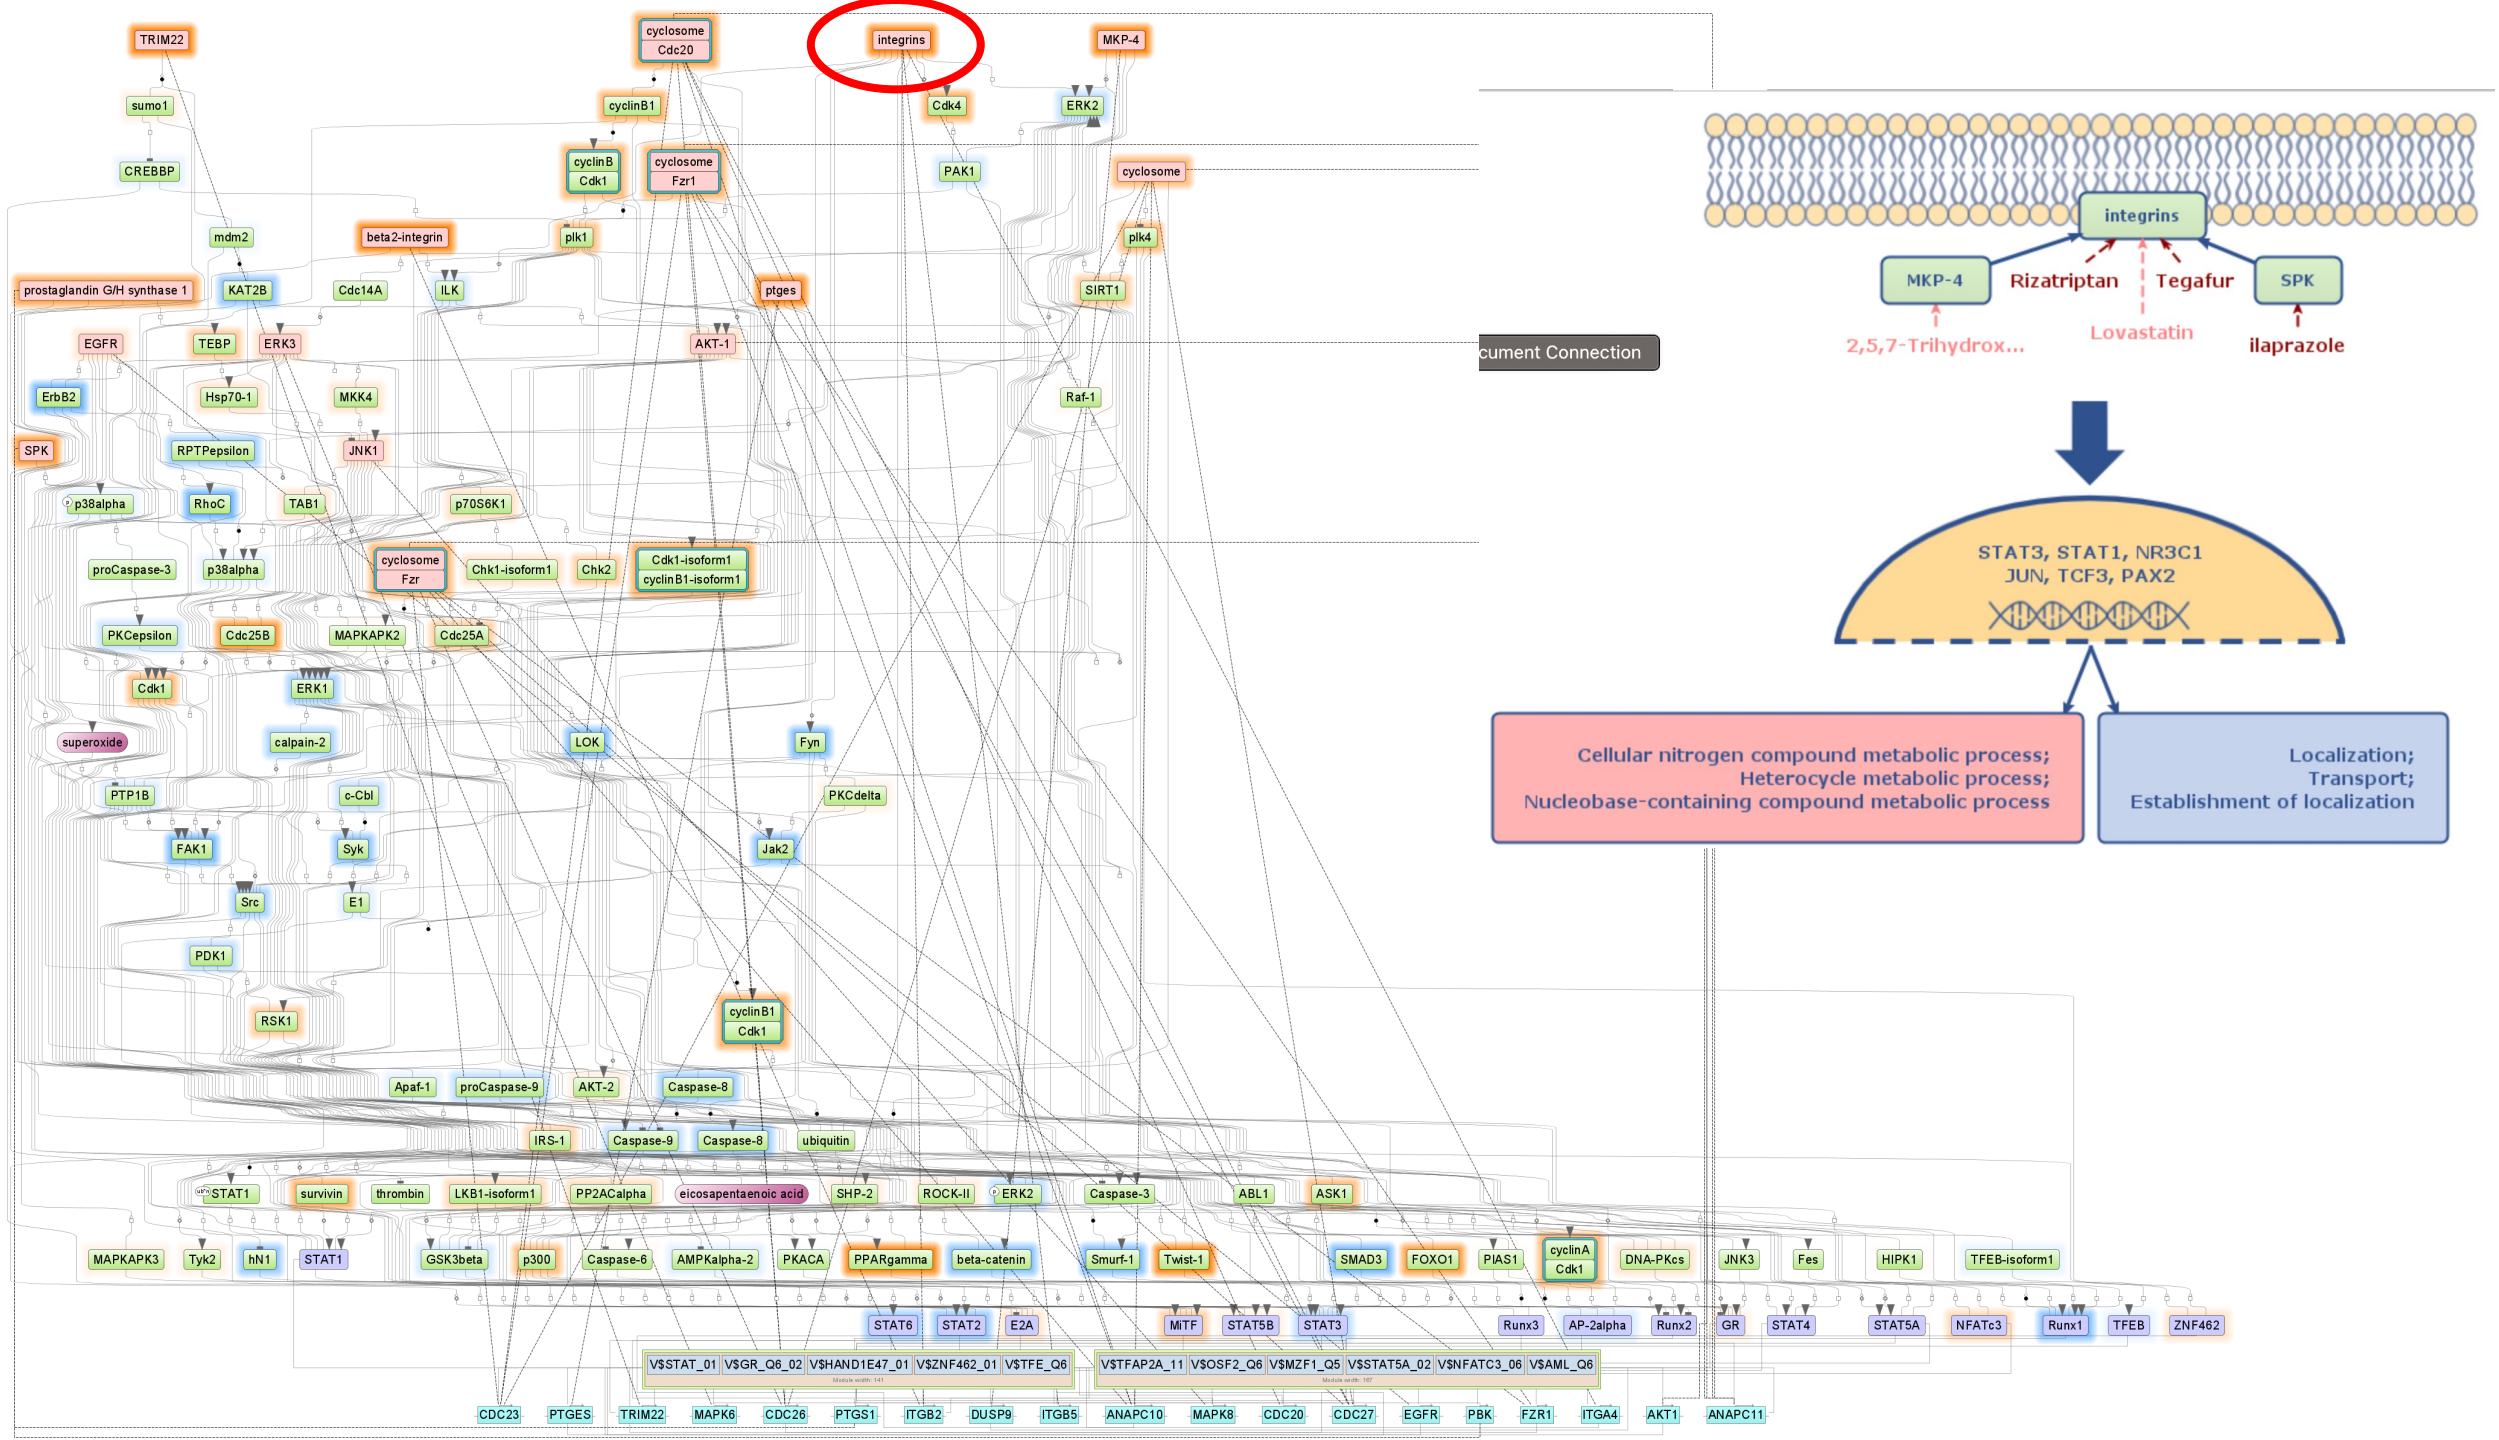 TRIM22
cyclosome
Cdc20
integrins
MKP-4
sumo1
cyclinB1
Cdk4
ERK2
CREBBP
cyclinB
Cdk1
cyclosome
Fzr1
PAK1
cyclosome
mdm2
beta2-integrin
plk1
plk4
prostaglandin G/H synthase 1
KAT2B
Cdc14A
ILK
ptges
SIRT1
EGFR
TEBP
ERK3
AKT-1
ErbB2
Hsp70-1
MKK4
Raf-1
SPK
RPTPepsilon
JNK1
p
p38alpha
RhoC
TAB1
p70S6K1
proCaspase-3
p38alpha
cyclosome
Fzr
Chk1-isoform1
Chk2
Cdk1-isoform1
cyclinB1-isoform1
PKCepsilon
Cdc25B
MAPKAPK2
Cdc25A
Cdk1
ERK1
superoxide
calpain-2
LOK
Fyn
PTP1B
c-Cbl
PKCdelta
FAK1
Syk
Jak2
Src
E1
PDK1
RSK1
cyclinB1
Cdk1
Apaf-1
proCaspase-9
AKT-2
Caspase-8
IRS-1
Caspase-9
Caspase-8
ubiquitin
ub*n
STAT1
survivin
thrombin
LKB1-isoform1
PP2ACalpha
eicosapentaenoic acid
SHP-2
ROCK-II
p
ERK2
Caspase-3
ABL1
ASK1
MAPKAPK3
Tyk2
hN1
STAT1
GSK3beta
p300
Caspase-6
AMPKalpha-2
PKACA
PPARgamma
beta-catenin
Smurf-1
Twist-1
SMAD3
FOXO1
PIAS1
cyclinA
Cdk1
DNA-PKcs
JNK3
Fes
HIPK1
TFEB-isoform1
STAT6
STAT2
E2A
MiTF
STAT5B
STAT3
Runx3
AP-2alpha
Runx2
GR
STAT4
STAT5A
NFATc3
Runx1
TFEB
ZNF462
V$STAT_01
V$GR_Q6_02
V$HAND1E47_01
V$ZNF462_01
V$TFE_Q6
Module width: 141
V$TFAP2A_11
V$OSF2_Q6
V$MZF1_Q5
V$STAT5A_02
V$NFATC3_06
V$AML_Q6
Module width: 167
CDC23
PTGES
TRIM22
MAPK6
CDC26
PTGS1
ITGB2
DUSP9
ITGB5
ANAPC10
MAPK8
CDC20
CDC27
EGFR
PBK
FZR1
ITGA4
AKT1
ANAPC11
integrins
MKP-4
Rizatriptan
Tegafur
SPK
Lovastatin
2,5,7-Trihydrox...
ilaprazole
cument Connection
STAT3, STAT1, NR3C1
JUN, TCF3, PAX2
Cellular nitrogen compound metabolic process;
Heterocycle metabolic process;
Nucleobase-containing compound metabolic process
Localization;
Transport;
Establishment of localization